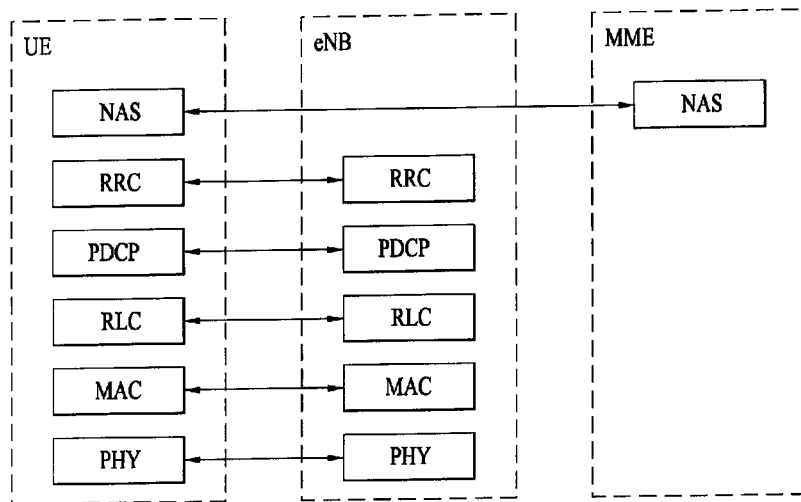 UE
eNB
MME
NAS
NAS
RRC
RRC
PDCP
PDCP
RLC
RLC
MAC
MAC
PHY
PHY